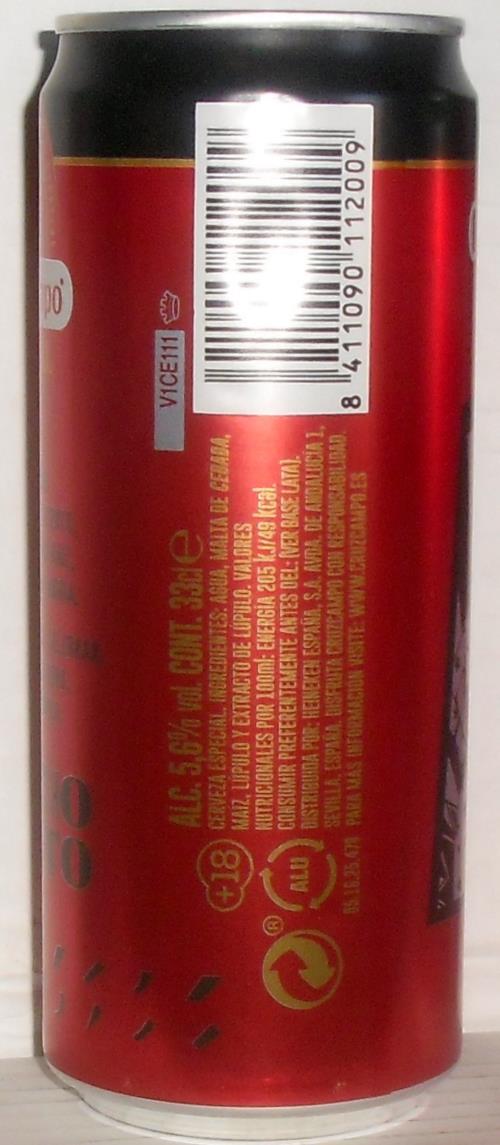 ALC. 5,6% vol. CONT. 33cl e
CERVEZA ESPECIAL. INGREDIENTES: AGUA, MALTA DE CEBADA,
MAIZ, LÚPULO Y EXTRACTO DE LÚPULO. VALORES
NUTRICIONALES POR 100ml: ENERGÍA 205 kJ/49 kcal.
CONSUMIR PREFERENTEMENTE ANTES DEL: (VER BASE LATA).
DISTRIBUIDA POR: HEINEKEN ESPAÑA, S.A. AVDA. DE ANDALUCÍA 1,
SEVILLA, ESPAÑA. DISFRUTA CRUZCAMPO CON RESPONSABILIDAD.
PARA MÁS INFORMACIÓN VISITE: WWW.CRUZCAMPO.ES
+18
ALU
®
V1CE111
8 411090 112009
po